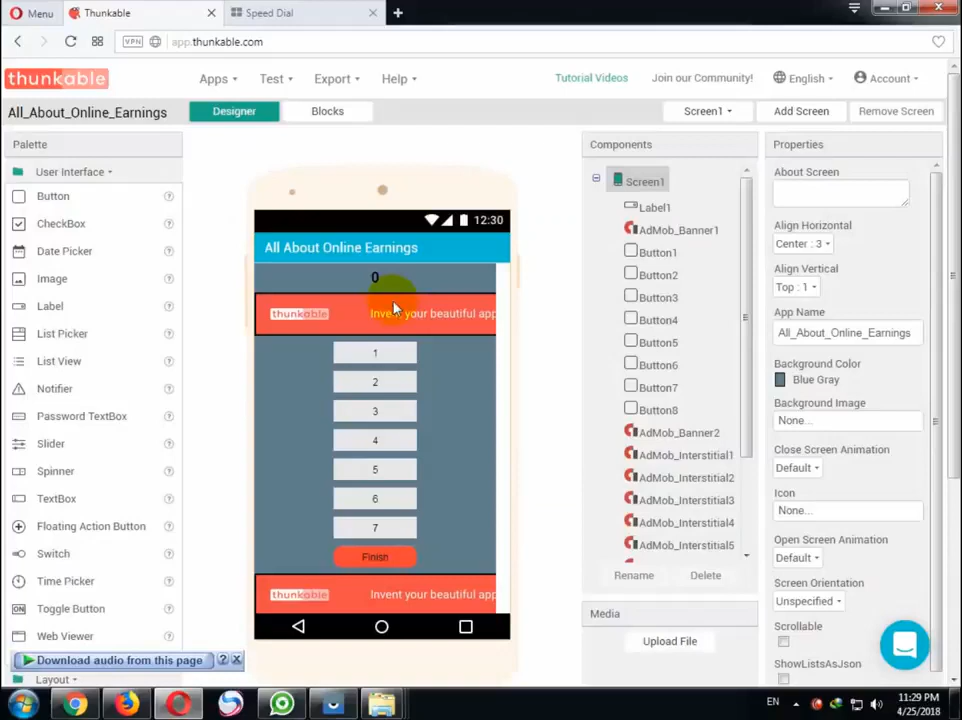 Menu
Thunkable
Speed Dial
VPN
app.thunkable.com
thunkable
Apps
Test
Export
Help
Tutorial Videos
Join our Community!
English
Account
All_About_Online_Earnings
Designer
Blocks
Screen1
Add Screen
Remove Screen
Palette
User Interface
Button
CheckBox
Date Picker
Image
Label
List Picker
List View
Notifier
Password TextBox
Slider
Spinner
TextBox
Floating Action Button
Switch
Time Picker
Toggle Button
Web Viewer
Download audio from this page
Layout
12:30
All About Online Earnings
0
thunkable
Invent your beautiful app
1
2
3
4
5
6
7
Finisn
thunkable
Invent your beautiful app
Components
Screen1
Label1
AdMob_Banner1
Button1
Button2
Button3
Button4
Button5
Button6
Button7
Button8
AdMob_Banner2
AdMob_Interstitial1
AdMob_Interstitial2
AdMob_Interstitial3
AdMob_Interstitial4
AdMob_Interstitial5
Rename
Delete
Media
Upload File
Properties
About Screen
Align Horizontal
Center : 3
Align Vertical
Top : 1
App Name
All_About_Online_Earnings
Background Color
Blue Gray
Background Image
None...
Close Screen Animation
Default
Icon
None...
Open Screen Animation
Default
Screen Orientation
Unspecified
Scrollable
ShowListsAsJson
EN
11:29 PM
4/25/2018